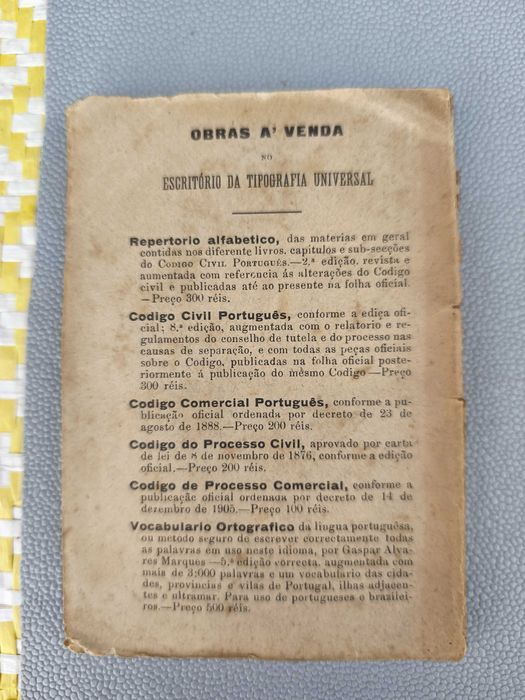 OBRAS A' VENDA
NO
ESCRITÓRIO DA TIPOGRAFIA UNIVERSAL
Repertorio alfabetico, das materias em geral
contidas nos diferente livros, capitulos e sub-secções
do CODIGO CIVIL PORTUGUÊS.—2.ª edição, revista e
aumentada com referencia ás alterações do Codigo
civil e publicadas até ao presente na folha oficial.
—Preço 300 réis.
Codigo Civil Português, conforme a ediça ofi-
cial; 8.ª edição, augmentada com o relatorio e re-
gulamentos do conselho de tutela e do processo nas
causas de separação, e com todas as peças oficiais
sobre o Codigo, publicadas na folha oficial poste-
riormente á publicação do mesmo Codigo—Preço
300 réis.
Codigo Comercial Português, conforme a pu-
blicação oficial ordenada por decreto de 23 de
agosto de 1888.—Preço 200 réis.
Codigo do Processo Civil, aprovado por carta
de lei de 8 de novembro de 1876, conforme a edição
oficial.—Preço 200 réis.
Codigo de Processo Comercial, conforme a
publicação oficial ordenada por decreto de 14 de
dezembro de 1905.—Preço 100 réis.
Vocabulario Ortografico da lingua portuguêsa,
ou metodo seguro de escrever correctamente todas
as palavras em uso neste idioma, por Gaspar Alva-
res Marques—5.ª edição correcta, augmentada com
mais de 3:000 palavras e um vocabulario das cida-
des, provincias e vilas de Portugal, ilhas adjacen-
tes e ultramar. Para uso de portugueses e brasilei-
ros.—Preço 500 réis.